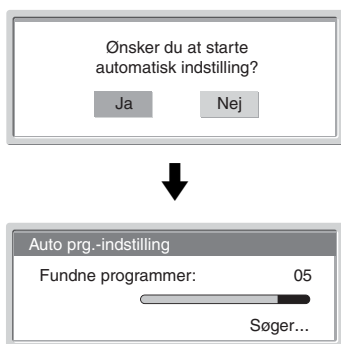 Ønsker du at starte
automatisk indstilling?
Ja Nej
Auto prg.-indstilling
Fundne programmer: 05
Søger...